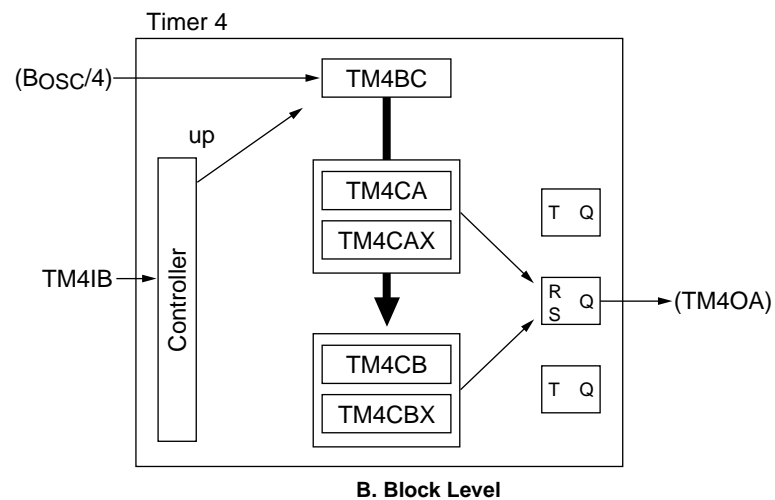 Timer 4
(BOSC/4)
TM4BC
up
TM4CA
T Q
TM4CAX
TM4IB
Controller
R
S
Q
(TM4OA)
TM4CB
T Q
TM4CBX
B. Block Level